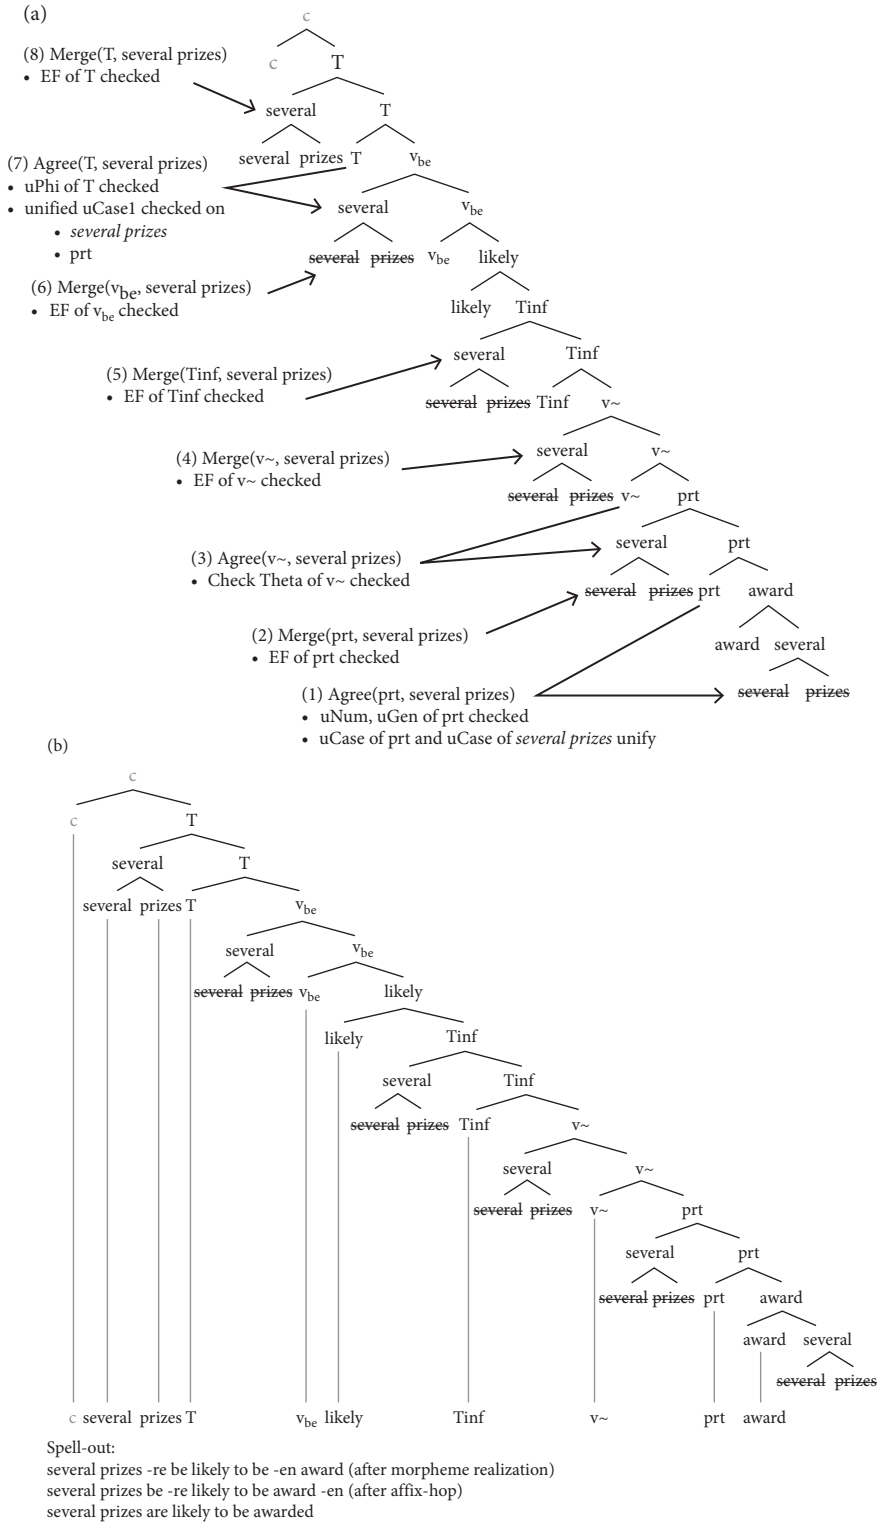 (a)
c
(8) Merge(T, several prizes)
• EF of T checked
c T
several T
several prizes T v_be
(7) Agree(T, several prizes)
• uPhi of T checked
• unified uCase1 checked on
• several prizes
• prt
several v_be
several prizes v_be likely
(6) Merge(v_be, several prizes)
• EF of v_be checked
likely Tinf
several Tinf
(5) Merge(Tinf, several prizes)
• EF of Tinf checked
several prizes Tinf v~
several v~
(4) Merge(v~, several prizes)
• EF of v~ checked
several prizes v~ prt
several prt
(3) Agree(v~, several prizes)
• Check Theta of v~ checked
several prizes prt award
(2) Merge(prt, several prizes)
• EF of prt checked
award several
several prizes
(1) Agree(prt, several prizes)
• uNum, uGen of prt checked
• uCase of prt and uCase of several prizes unify
(b)
c
c T
several T
several prizes T v_be
several v_be
several prizes v_be likely
likely Tinf
several Tinf
several prizes Tinf v~
several v~
several prizes v~ prt
several prt
several prizes prt award
award several
several prizes
c several prizes T v_be likely Tinf v~ prt award
Spell-out:
several prizes -re be likely to be -en award (after morpheme realization)
several prizes be -re likely to be award -en (after affix-hop)
several prizes are likely to be awarded